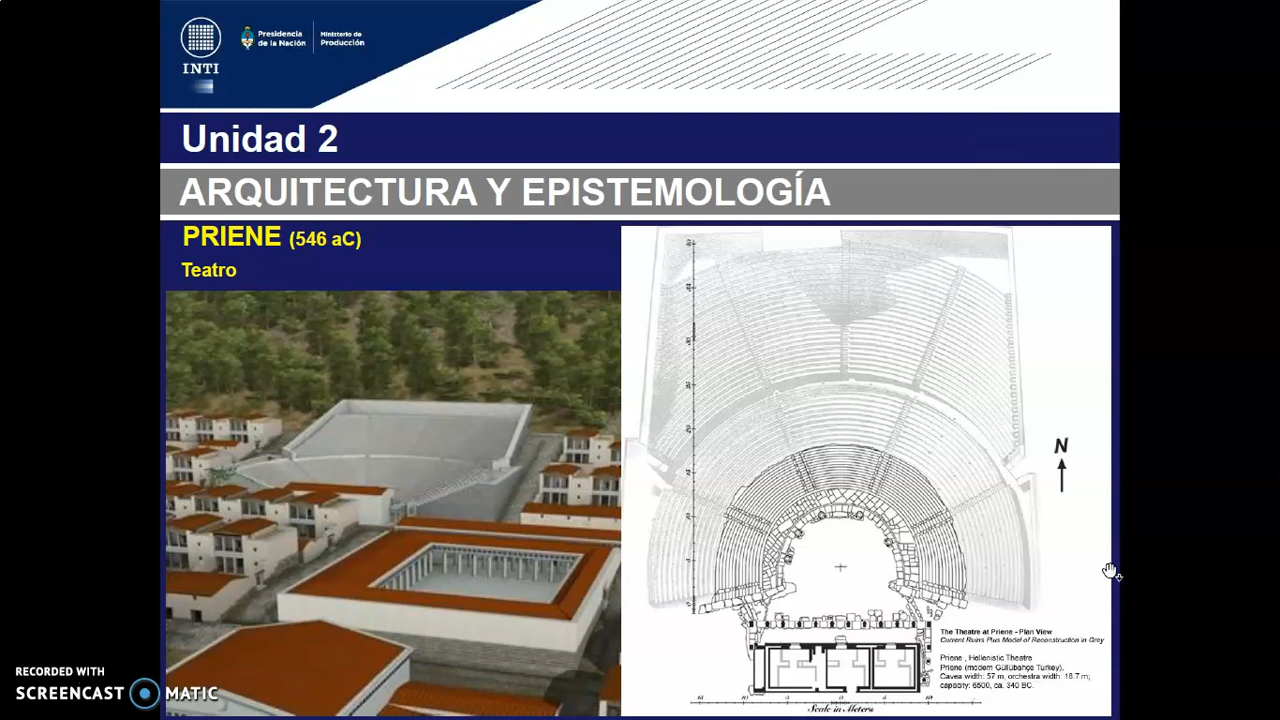 INTI
Presidencia
de la Nación
Ministerio de
Producción
Unidad 2
ARQUITECTURA Y EPISTEMOLOGÍA
PRIENE (546 aC)
Teatro
N
The Theatre at Priene - Plan View
Current Ruins Plus Model of Reconstruction in Grey
Priene , Hellenistic Theatre
Priene (modern Güllübahçe Turkey).
Cavea width: 57 m, orchestra width: 18.7 m;
capacity: 6500, ca. 340 BC.
Scale in Meters
RECORDED WITH
SCREENCAST MATIC